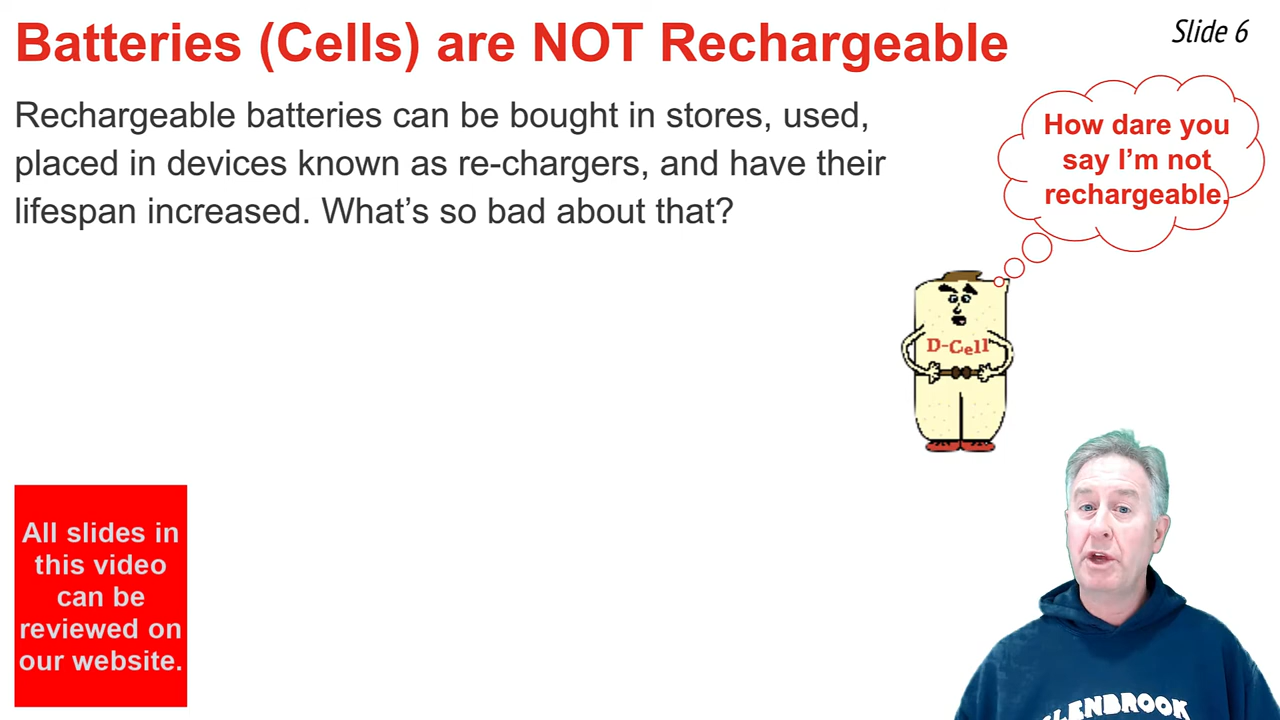 Batteries (Cells) are NOT Rechargeable
Slide 6
Rechargeable batteries can be bought in stores, used,
placed in devices known as re-chargers, and have their
lifespan increased. What’s so bad about that?
How dare you
say I’m not
rechargeable.
D-Cell
All slides in
this video
can be
reviewed on
our website.
GLENBROOK